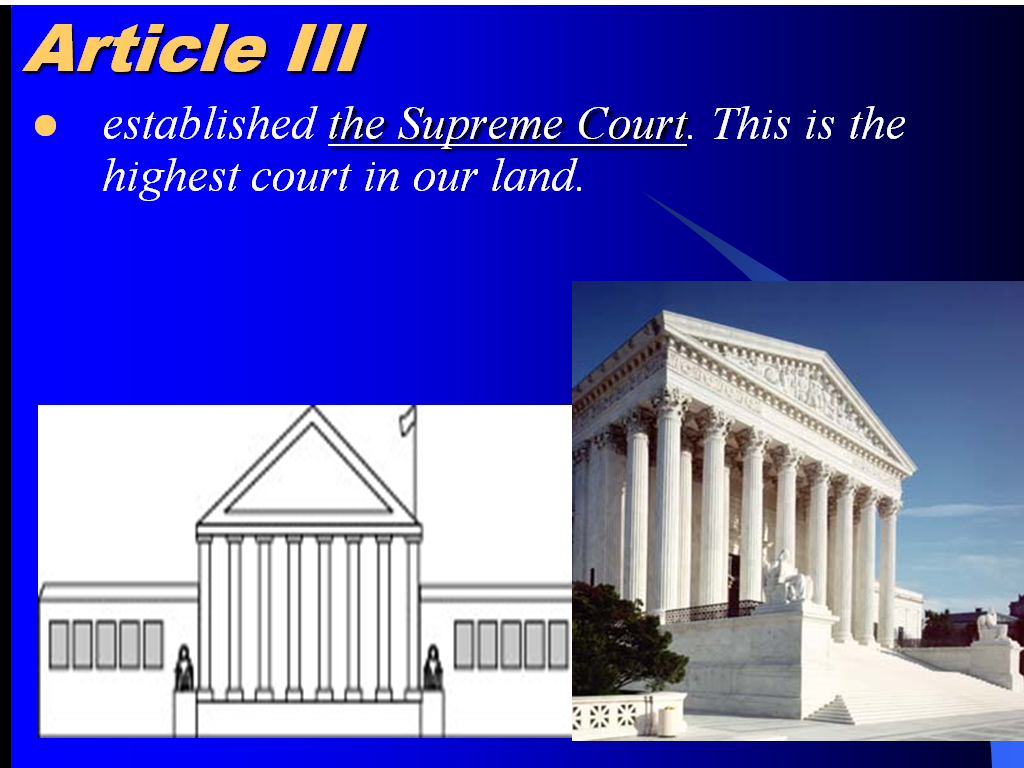 Article III
established the Supreme Court. This is the
highest court in our land.